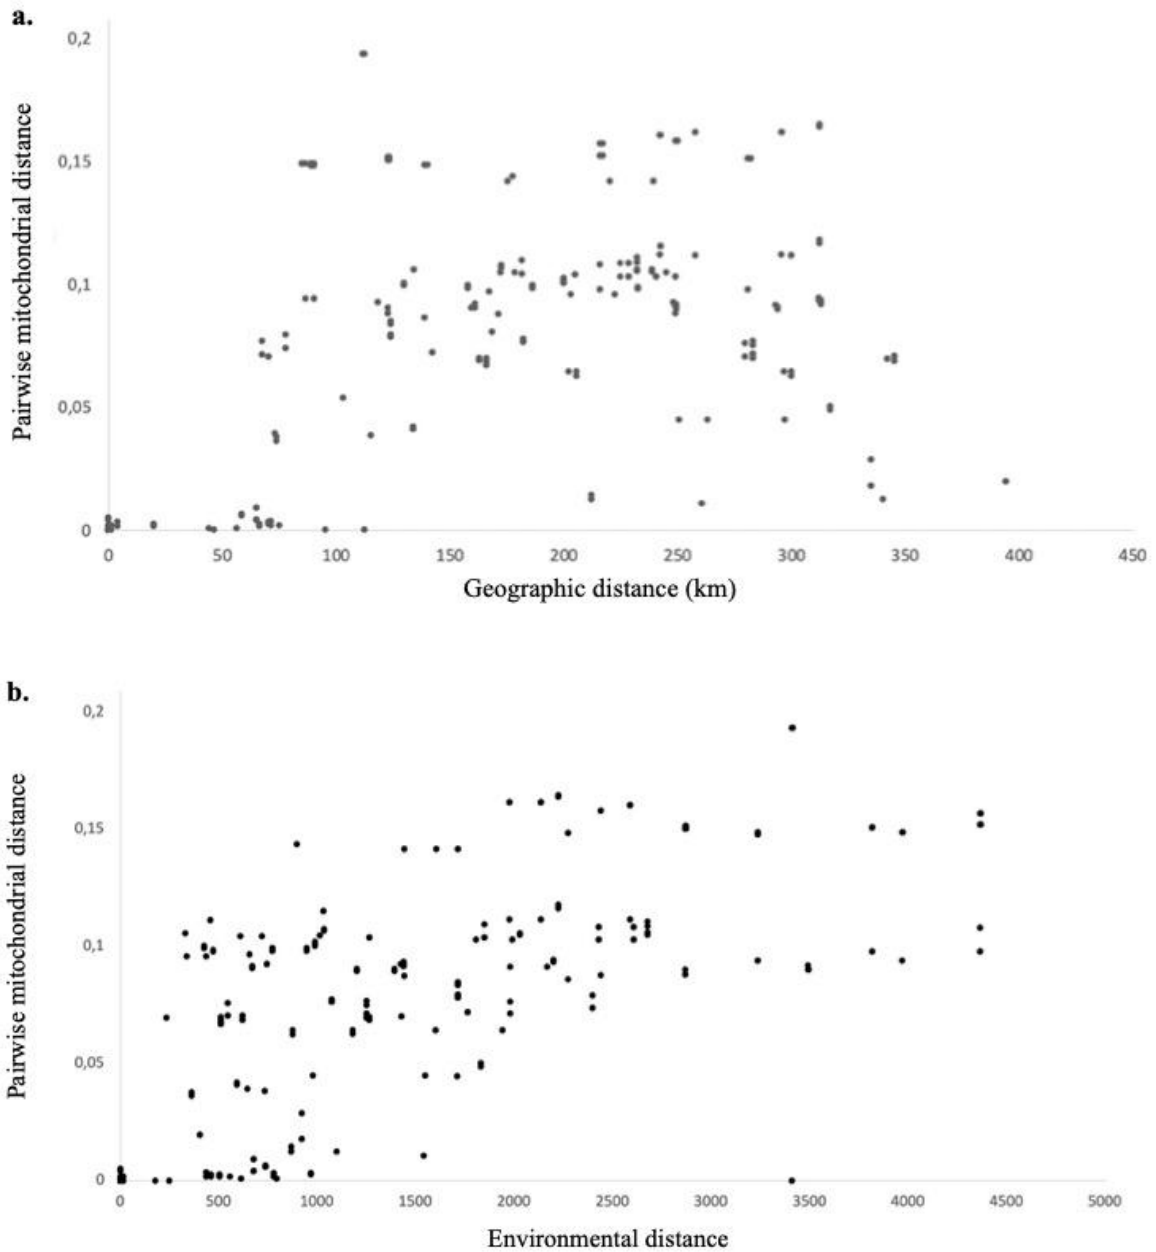 a.
0,2
0,15
0,1
0,05
0
Pairwise mitochondrial distance
0 50 100 150 200 250 300 350 400 450
Geographic distance (km)
b.
0,2
0,15
0,1
0,05
0
Pairwise mitochondrial distance
0 500 1000 1500 2000 2500 3000 3500 4000 4500 5000
Environmental distance